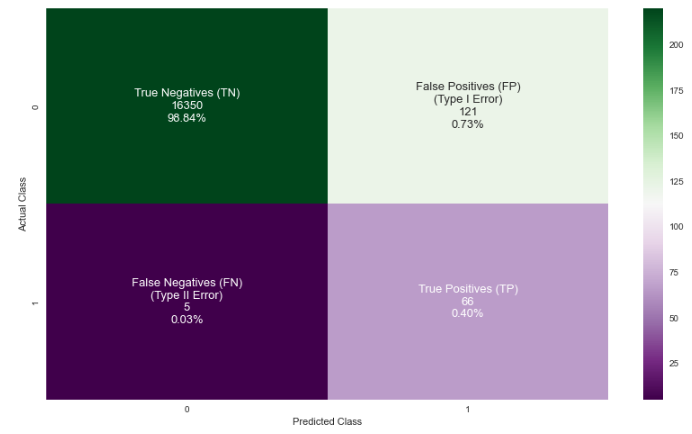 True Negatives (TN)
16350
98.84%
False Positives (FP)
(Type I Error)
121
0.73%
False Negatives (FN)
(Type II Error)
5
0.03%
True Positives (TP)
66
0.40%
Actual Class
0
1
0
1
Predicted Class
200
175
150
125
100
75
50
25